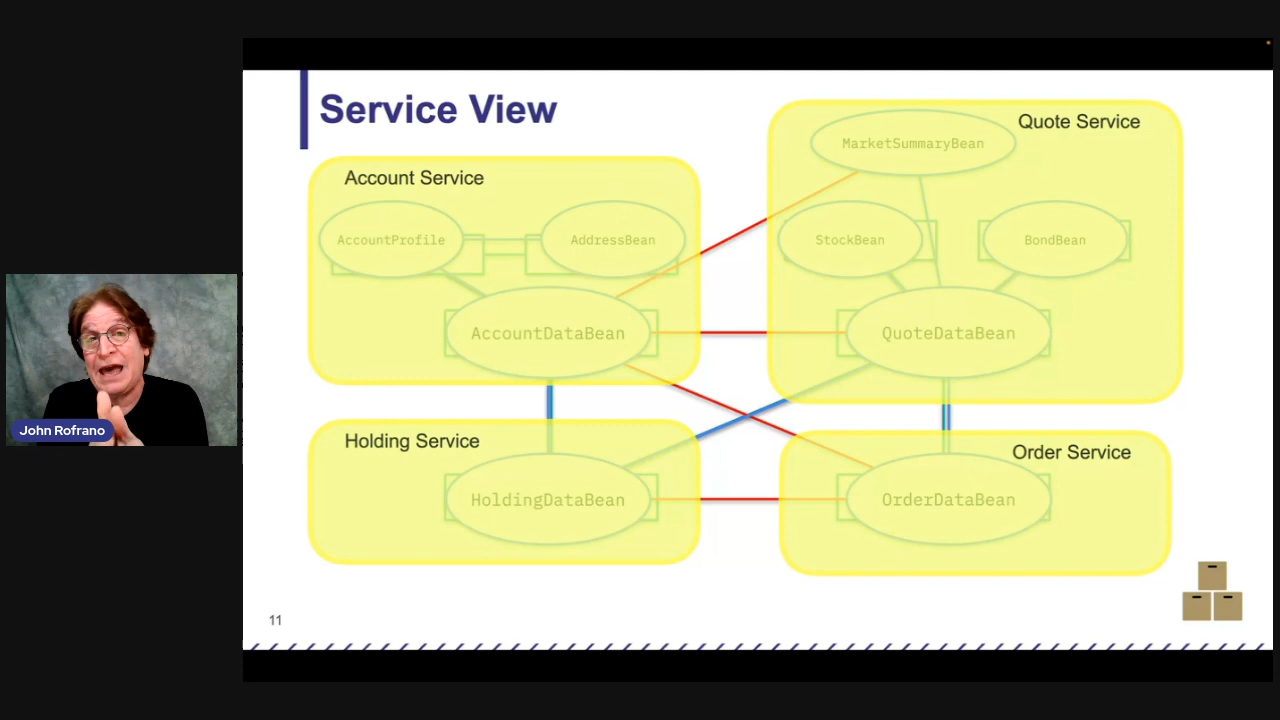 Service View
Account Service
AccountProfile
AddressBean
AccountDataBean
Quote Service
MarketSummaryBean
StockBean
BondBean
QuoteDataBean
Holding Service
HoldingDataBean
Order Service
OrderDataBean
11
John Rofrano